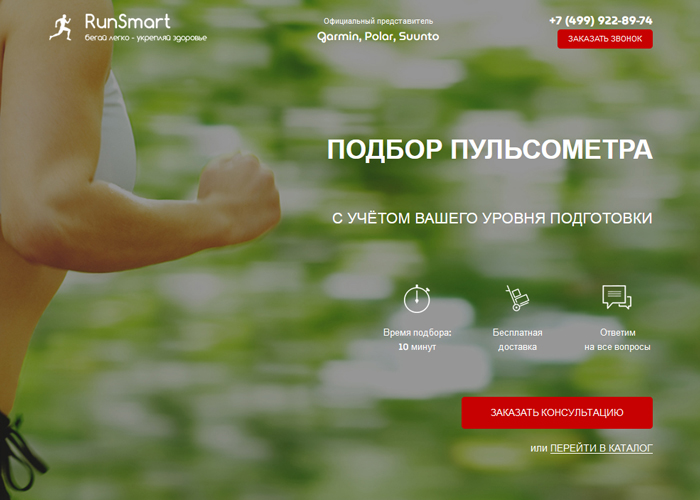 RunSmart
бегай легко - укрепляй здоровье
Официальный представитель
Garmin, Polar, Suunto
+7 (499) 922-89-74
ЗАКАЗАТЬ ЗВОНОК
ПОДБОР ПУЛЬСОМЕТРА
С УЧЁТОМ ВАШЕГО УРОВНЯ ПОДГОТОВКИ
Время подбора:
10 минут
Бесплатная
доставка
Ответим
на все вопросы
ЗАКАЗАТЬ КОНСУЛЬТАЦИЮ
или ПЕРЕЙТИ В КАТАЛОГ